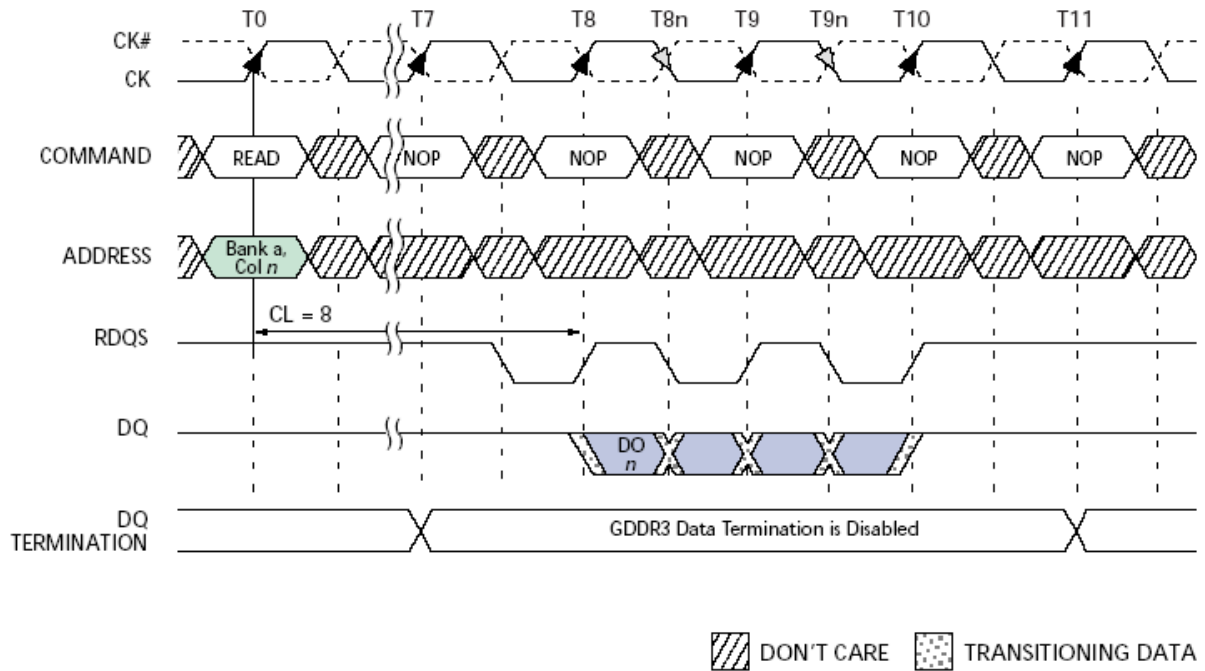 T0 T7 T8 T8n T9 T9n T10 T11
CK#
CK
COMMAND READ NOP NOP NOP NOP NOP
ADDRESS Bank a,
Col n
CL = 8
RDQS
DQ DO
n
DQ
TERMINATION GDDR3 Data Termination is Disabled
DON'T CARE TRANSITIONING DATA